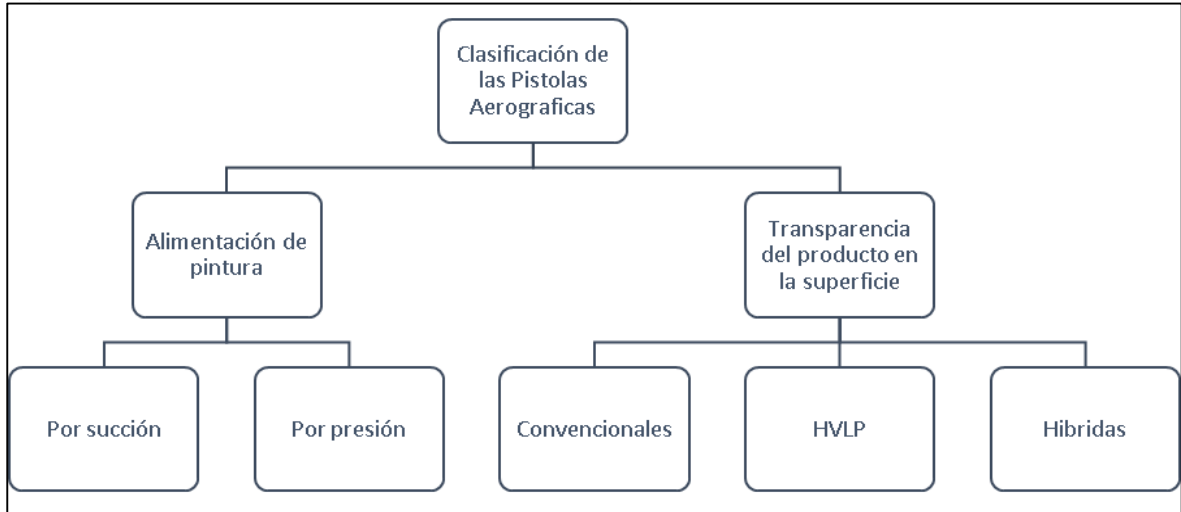 Clasificación de
las Pistolas
Aerograficas
Alimentación de
pintura
Transparencia
del producto en
la superficie
Por succión
Por presión
Convencionales
HVLP
Hibridas